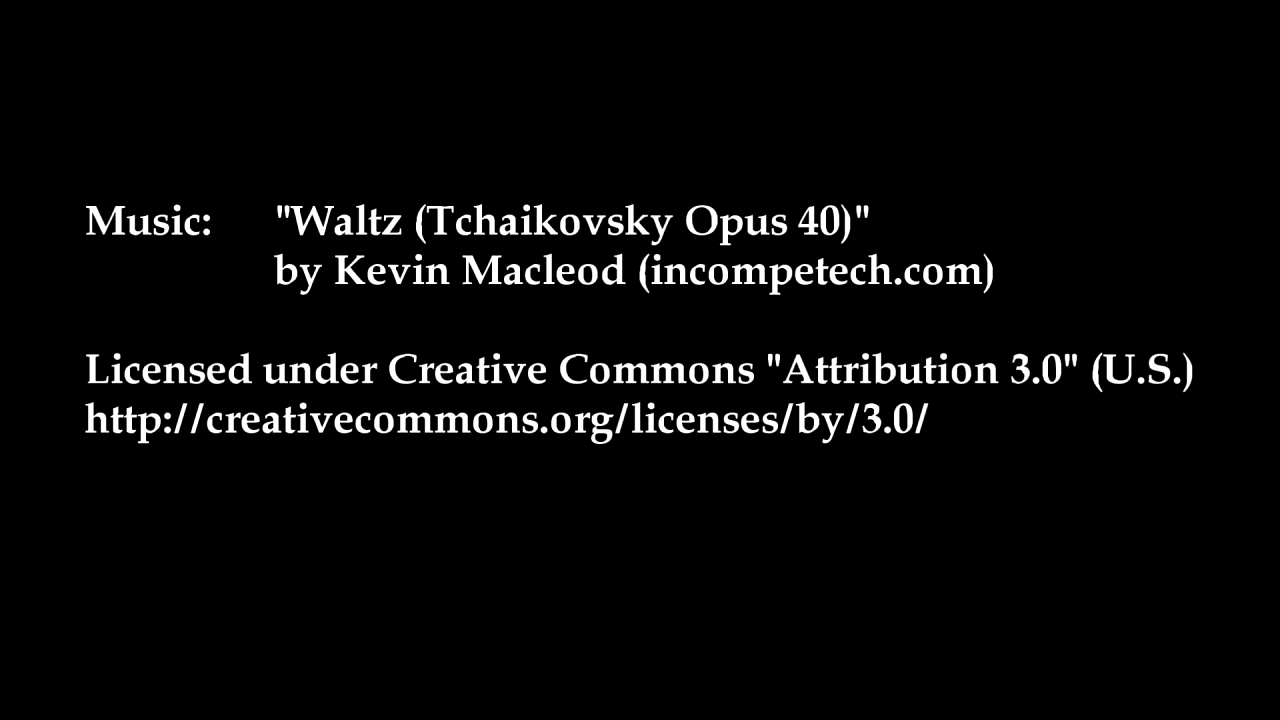 Music: "Waltz (Tchaikovsky Opus 40)"
by Kevin Macleod (incompetech.com)
Licensed under Creative Commons "Attribution 3.0" (U.S.)
http://creativecommons.org/licenses/by/3.0/